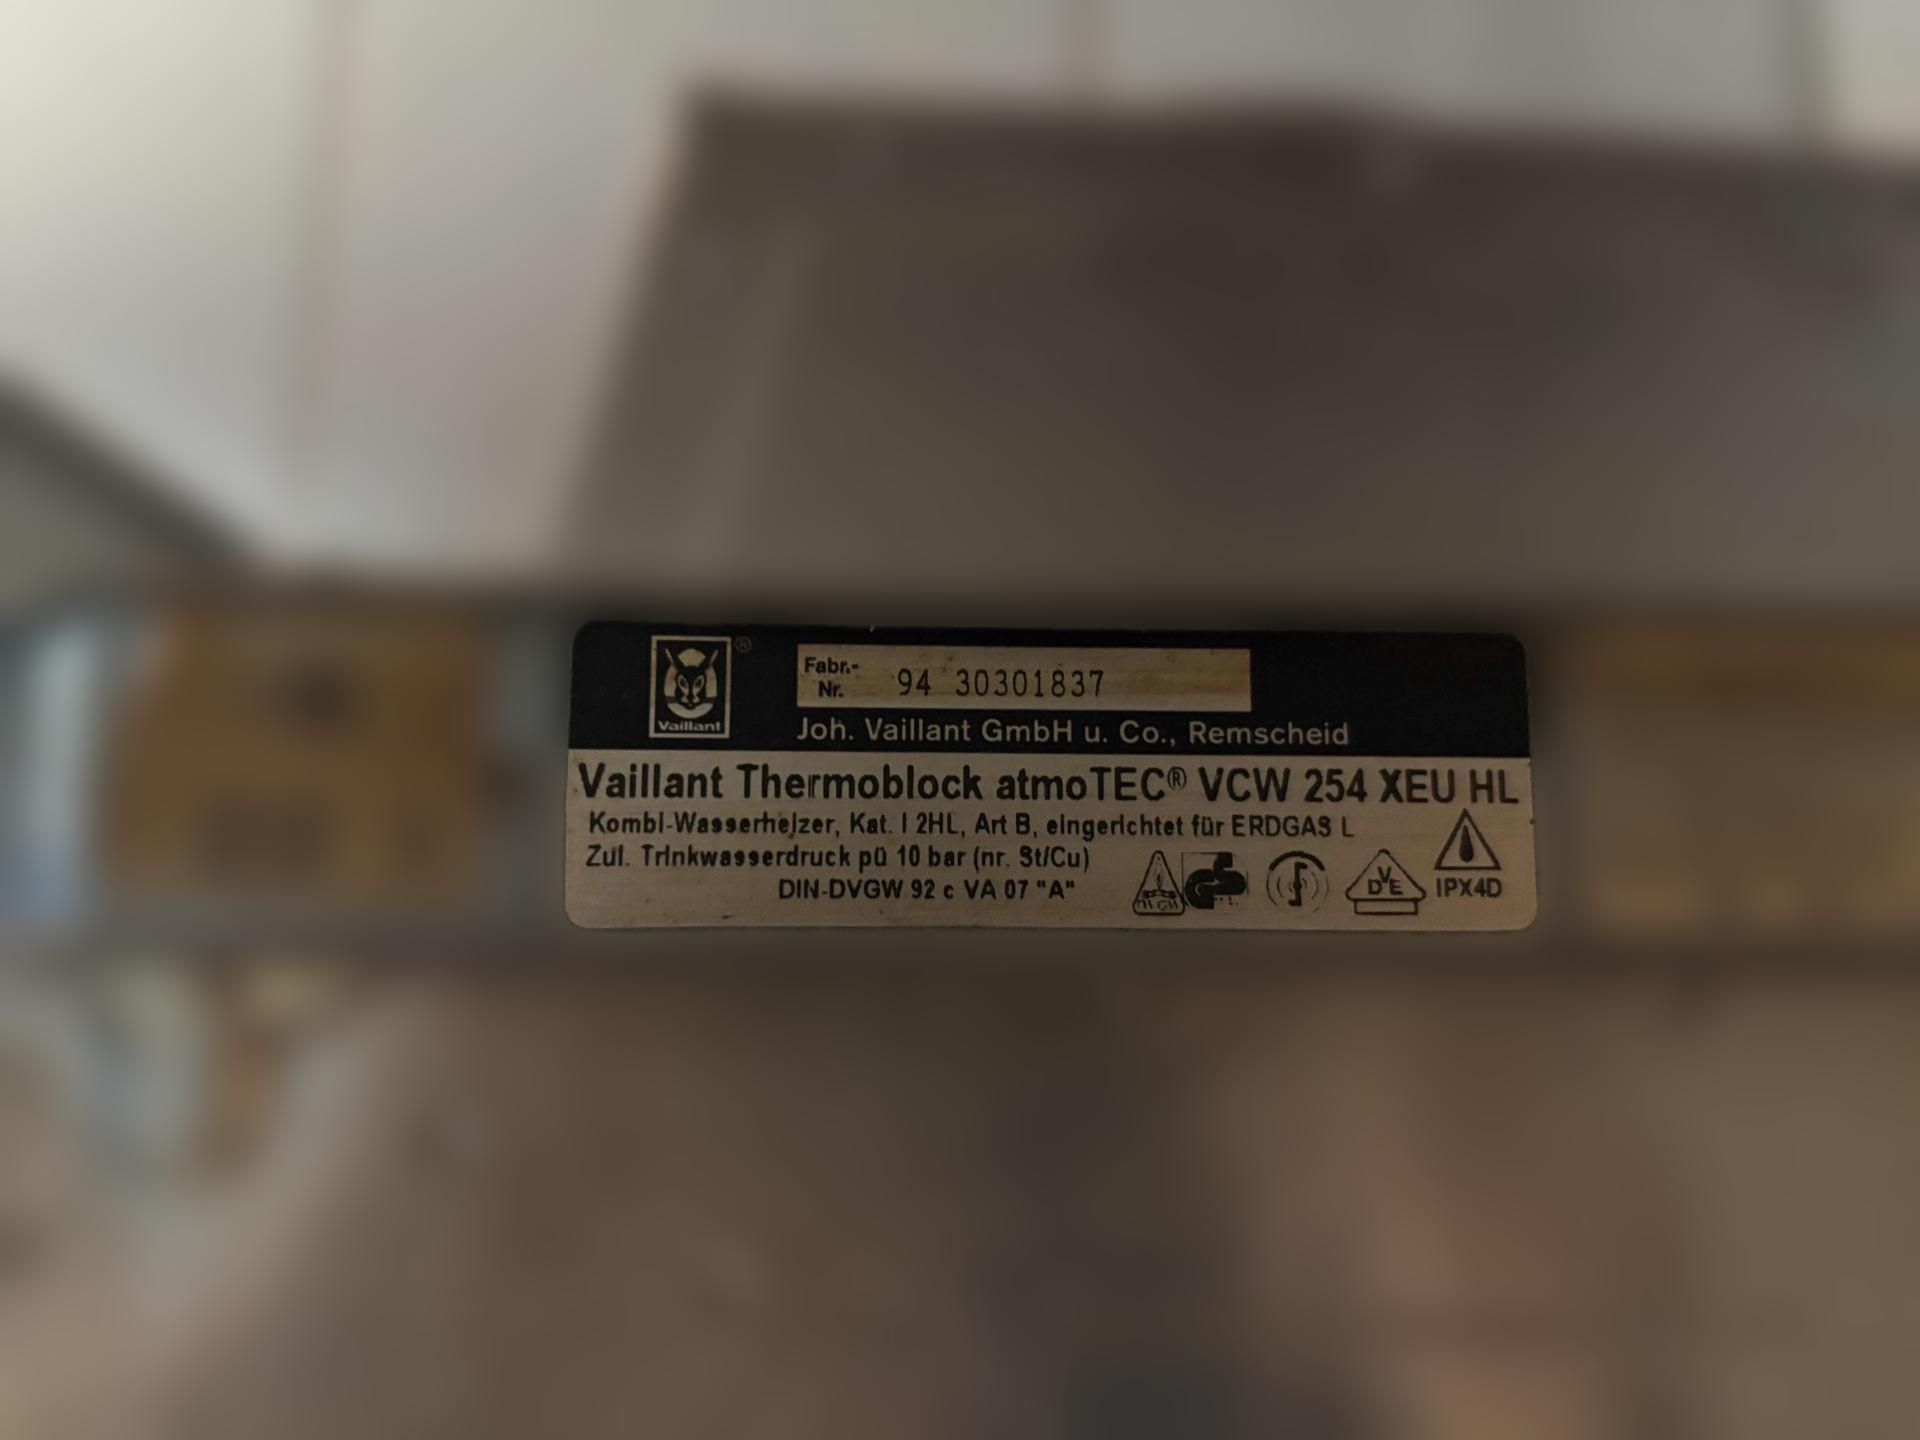 Vaillant ®
Fabr.-
Nr. 94 30301837
Joh. Vaillant GmbH u. Co., Remscheid
Vaillant Thermoblock atmoTEC® VCW 254 XEU HL
Kombi-Wasserheizer, Kat. I 2HL, Art B, eingerichtet für ERDGAS L
Zul. Trinkwasserdruck pü 10 bar (nr. St/Cu)
DIN-DVGW 92 c VA 07 "A"
DVE
IPX4D